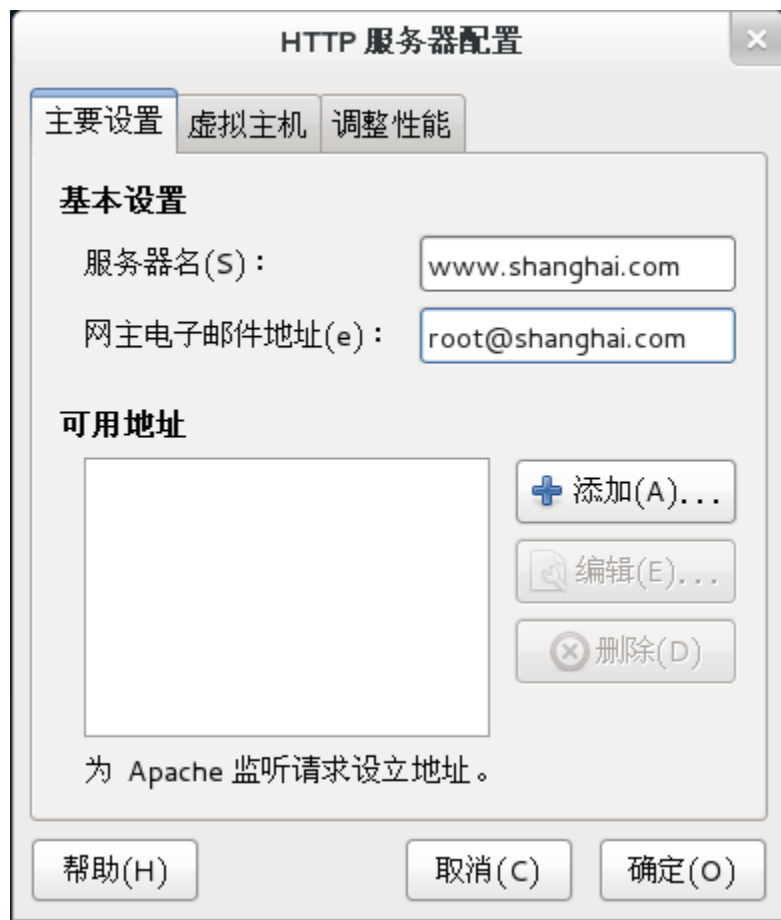 HTTP 服务器配置
主要设置 虚拟主机 调整性能
基本设置
服务器名(S)： www.shanghai.com
网主电子邮件地址(e)： root@shanghai.com
可用地址
添加(A)...
编辑(E)...
删除(D)
为 Apache 监听请求设立地址。
帮助(H) 取消(C) 确定(O)